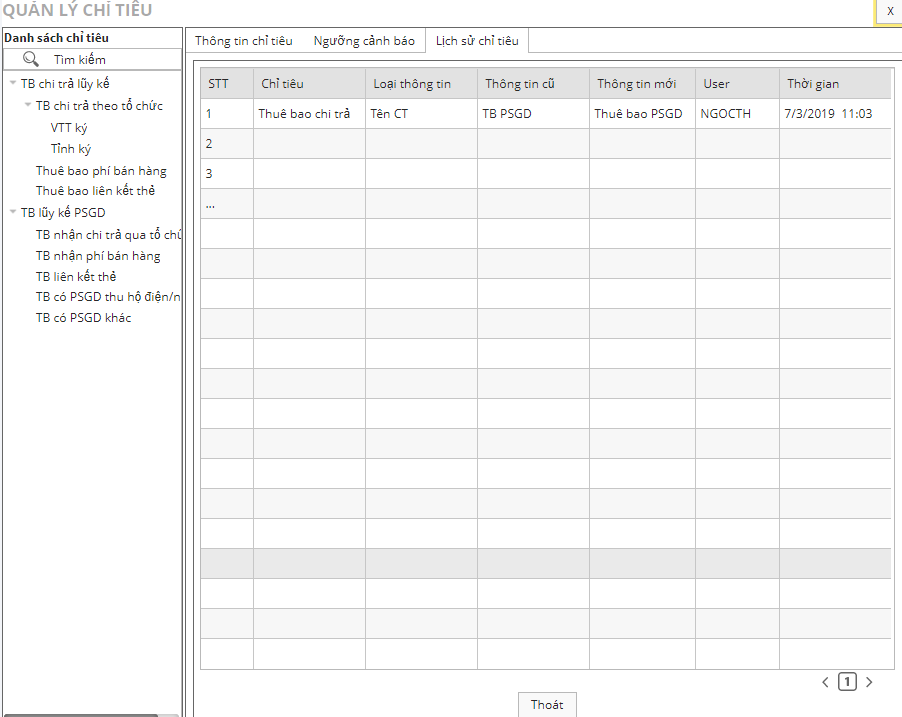 QUẢN LÝ CHỈ TIÊU
X
Danh sách chỉ tiêu
Tìm kiếm
TB chi trả lũy kế
TB chi trả theo tổ chức
VTT ký
Tỉnh ký
Thuê bao phí bán hàng
Thuê bao liên kết thẻ
TB lũy kế PSGD
TB nhận chi trả qua tổ chứ
TB nhận phí bán hàng
TB liên kết thẻ
TB có PSGD thu hộ điện/n
TB có PSGD khác
Thông tin chỉ tiêu Ngưỡng cảnh báo Lịch sử chỉ tiêu
STT Chỉ tiêu Loại thông tin Thông tin cũ Thông tin mới User Thời gian
1 Thuê bao chi trả Tên CT TB PSGD Thuê bao PSGD NGOCTH 7/3/2019 11:03
2
3
...
< 1 >
Thoát